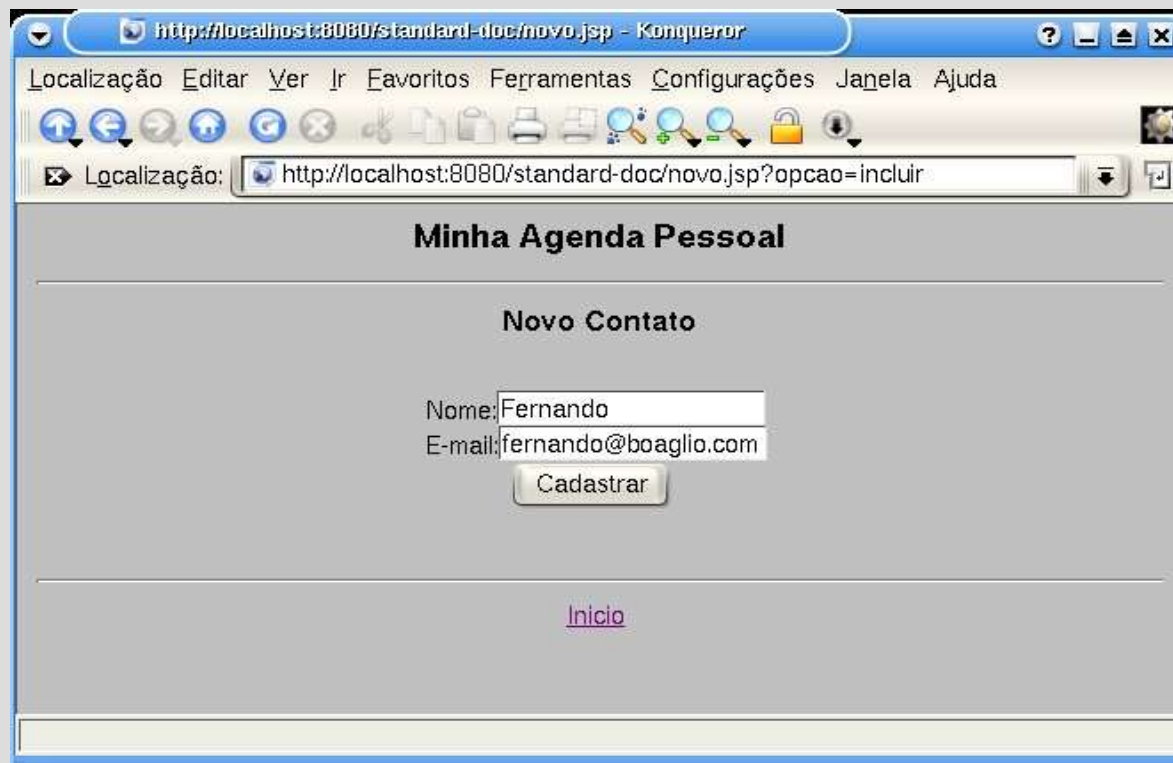 http://localhost:8080/standard-doc/novo.jsp - Konqueror
Localização Editar Ver Ir Favoritos Ferramentas Configurações Janela Ajuda
Localização: http://localhost:8080/standard-doc/novo.jsp?opcao=incluir
Minha Agenda Pessoal
Novo Contato
Nome:Fernando
E-mail:fernando@boaglio.com
Cadastrar
Inicio